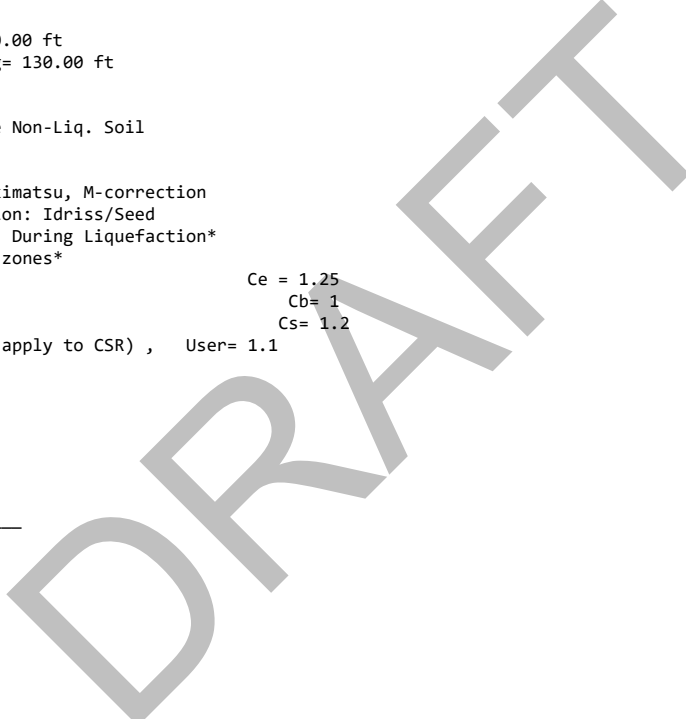 .00 ft
= 130.00 ft
Non-Liq. Soil
imatsu, M-correction
on: Idriss/Seed
During Liquefaction*
zones*
Ce = 1.25
Cb= 1
Cs= 1.2
apply to CSR) , User= 1.1
DRAFT